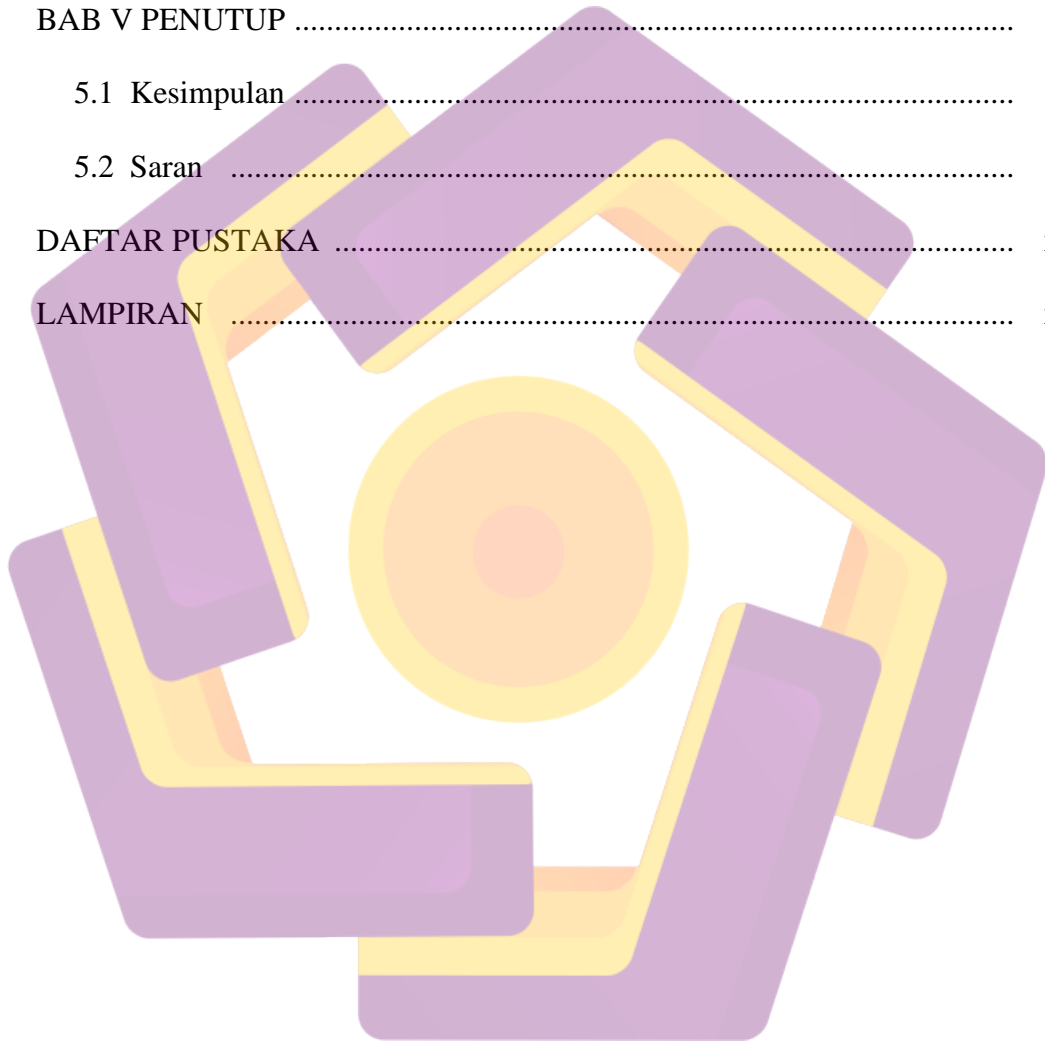 BAB V PENUTUP ........................................................................................
5.1 Kesimpulan ........................................................................................
5.2 Saran ................................................................................................
DAFTAR PUSTAKA ...................................................................................
LAMPIRAN ................................................................................................